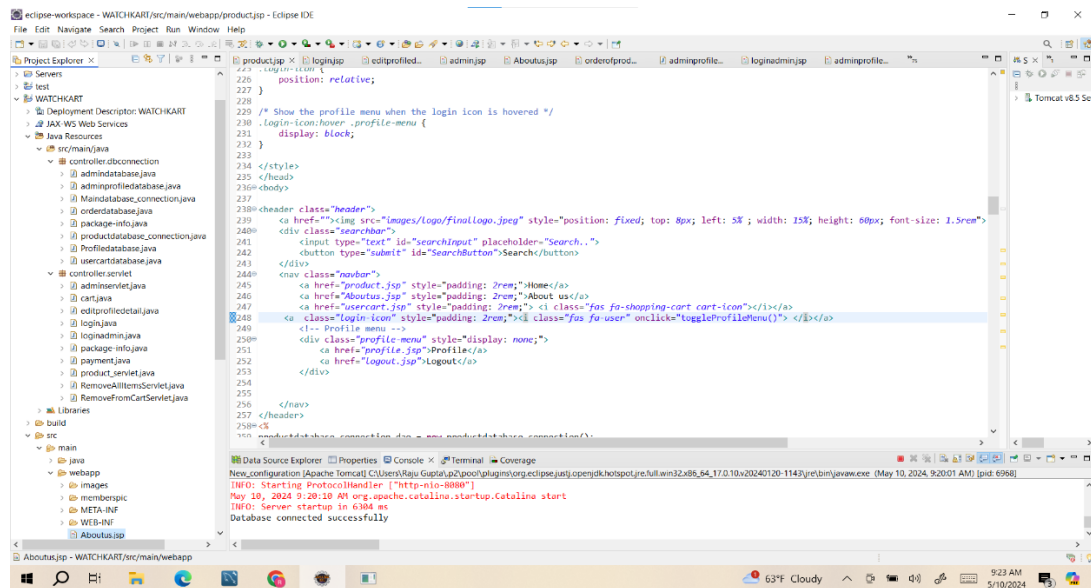 eclipse-workspace - WATCHKART/src/main/webapp/product.jsp - Eclipse IDE
File Edit Navigate Search Project Run Window Help
Project Explorer
product.jsp
login.jsp
editprofiled...
admin.jsp
Aboutus.jsp
orderofprod...
adminprofile...
loginadmin.jsp
adminprofile...
S
Servers
test
WATCHKART
Deployment Descriptor: WATCHKART
JAX-WS Web Services
Java Resources
src/main/java
controller.dbconnection
admindatabase.java
adminprofiledatabase.java
Maindatabase_connection.java
orderdatabase.java
package-info.java
productdatabase_connection.java
Profiledatabase.java
usercartdatabase.java
controller.servlet
adminservlet.java
cart.java
editprofiledetail.java
login.java
loginadmin.java
package-info.java
payment.java
product_servlet.java
RemoveAllItemsServlet.java
RemoveFromCartServlet.java
Libraries
build
src
main
java
webapp
images
memberpic
META-INF
WEB-INF
Aboutus.jsp
225 .login-icon {
226 position: relative;
227 }
228
229 /* Show the profile menu when the login icon is hovered */
230 .login-icon:hover .profile-menu {
231 display: block;
232 }
233
234 </style>
235 </head>
236 <body>
237
238 <header class="header">
239 <a href=""><img src="images/logo/finallogo.jpeg" style="position: fixed; top: 8px; left: 5% ; width: 15%; height: 60px; font-size: 1.5rem">
240 <div class="searchbar">
241 <input type="text" id="searchInput" placeholder="Search..">
242 <button type="submit" id="SearchButton">Search</button>
243 </div>
244 <nav class="navbar">
245 <a href="product.jsp" style="padding: 2rem;">Home</a>
246 <a href="Aboutus.jsp" style="padding: 2rem;">About us</a>
247 <a href="usercart.jsp" style="padding: 2rem;"> <i class="fas fa-shopping-cart cart-icon"></i></a>
248 <a class="login-icon" style="padding: 2rem;"><i class="fas fa-user" onclick="toggleProfileMenu()"> </i></a>
249 <!-- Profile menu -->
250 <div class="profile-menu" style="display: none;">
251 <a href="profile.jsp">Profile</a>
252 <a href="logout.jsp">Logout</a>
253 </div>
254
255
256 </nav>
257 </header>
258 <%
259 productdatabase_connection dao = new productdatabase_connection();
Tomcat v8.5 Se
Data Source Explorer Properties Console Terminal Coverage
New_configuration [Apache Tomcat] C:\Users\Raju Gupta\.p2\pool\plugins\org.eclipse.justj.openjdk.hotspot.jre.full.win32.x86_64_17.0.10.v20240120-1143\jre\bin\javaw.exe (May 10, 2024, 9:20:01 AM) [pid: 6968]
INFO: Starting ProtocolHandler ["http-nio-8080"]
May 10, 2024 9:20:10 AM org.apache.catalina.startup.Catalina start
INFO: Server startup in 6304 ms
Database connected successfully
Aboutus.jsp - WATCHKART/src/main/webapp
63°F Cloudy
9:23 AM
5/10/2024